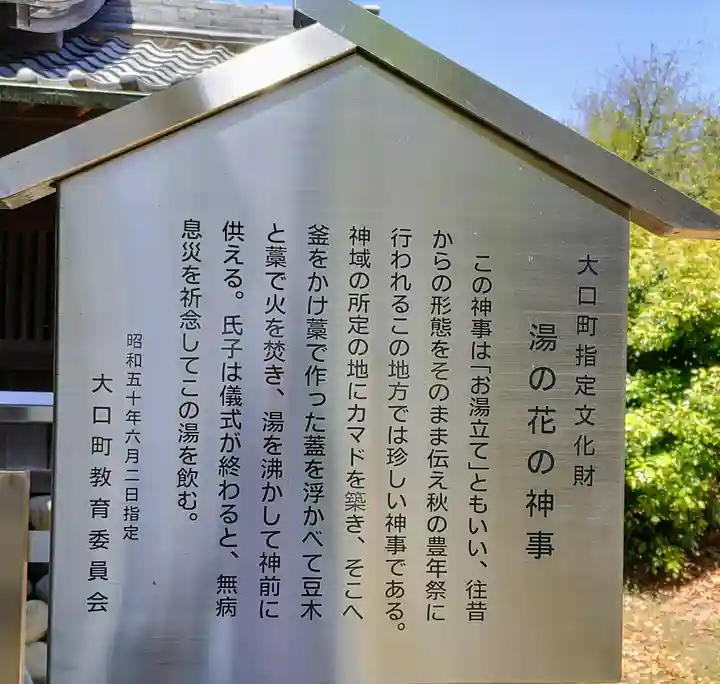 大口町指定文化財
湯の花の神事
この神事は「お湯立て」ともいい、往昔
からの形態をそのまま伝え秋の豊年祭に
行われるこの地方では珍しい神事である。
神域の所定の地にカマドを築き、そこへ
釜をかけ藁で作った蓋を浮かべて豆木
と藁で火を焚き、湯を沸かして神前に
供える。氏子は儀式が終わると、無病
息災を祈念してこの湯を飲む。
昭和五十年六月二日指定
大口町教育委員会